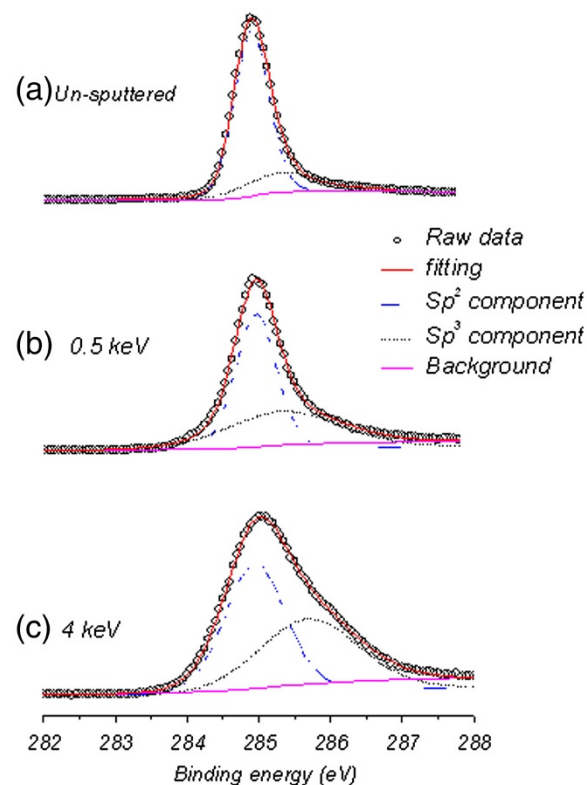 (a) Un-sputtered
Raw data
fitting
Sp² component
Sp³ component
Background
(b) 0.5 keV
(c) 4 keV
282 283 284 285 286 287 288
Binding energy (eV)